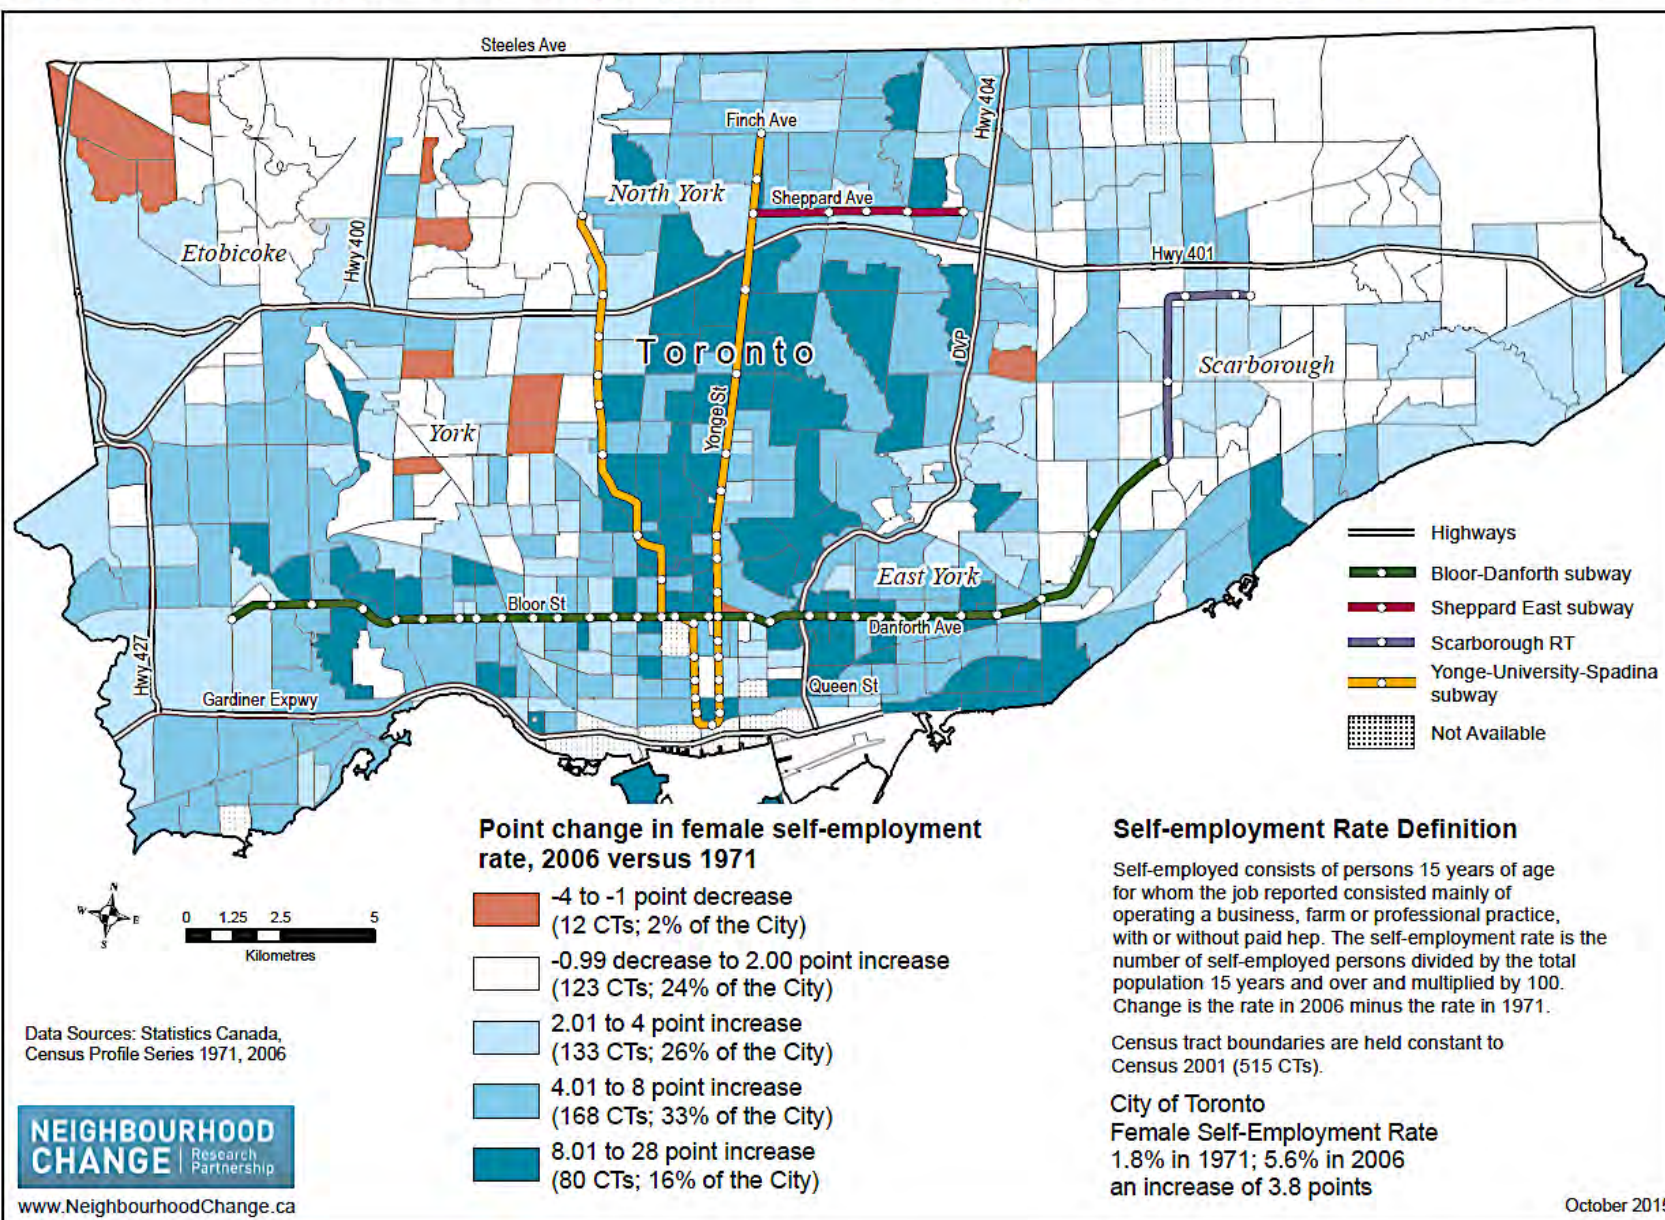 Steeles Ave
Hwy 404
Finch Ave
North York
Sheppard Ave
Etobicoke
Hwy 400
Hwy 401
Toronto
DVP
Scarborough
Yonge St
York
East York
Bloor St
Danforth Ave
Hwy 427
Queen St
Gardiner Expwy
Highways
Bloor-Danforth subway
Sheppard East subway
Scarborough RT
Yonge-University-Spadina
subway
Not Available
N
W E
S
0 1.25 2.5 5
Kilometres
Point change in female self-employment
rate, 2006 versus 1971
-4 to -1 point decrease
(12 CTs; 2% of the City)
-0.99 decrease to 2.00 point increase
(123 CTs; 24% of the City)
2.01 to 4 point increase
(133 CTs; 26% of the City)
4.01 to 8 point increase
(168 CTs; 33% of the City)
8.01 to 28 point increase
(80 CTs; 16% of the City)
Self-employment Rate Definition
Self-employed consists of persons 15 years of age
for whom the job reported consisted mainly of
operating a business, farm or professional practice,
with or without paid hep. The self-employment rate is the
number of self-employed persons divided by the total
population 15 years and over and multiplied by 100.
Change is the rate in 2006 minus the rate in 1971.
Census tract boundaries are held constant to
Census 2001 (515 CTs).
City of Toronto
Female Self-Employment Rate
1.8% in 1971; 5.6% in 2006
an increase of 3.8 points
Data Sources: Statistics Canada,
Census Profile Series 1971, 2006
NEIGHBOURHOOD
CHANGE Research
Partnership
www.NeighbourhoodChange.ca
October 2015